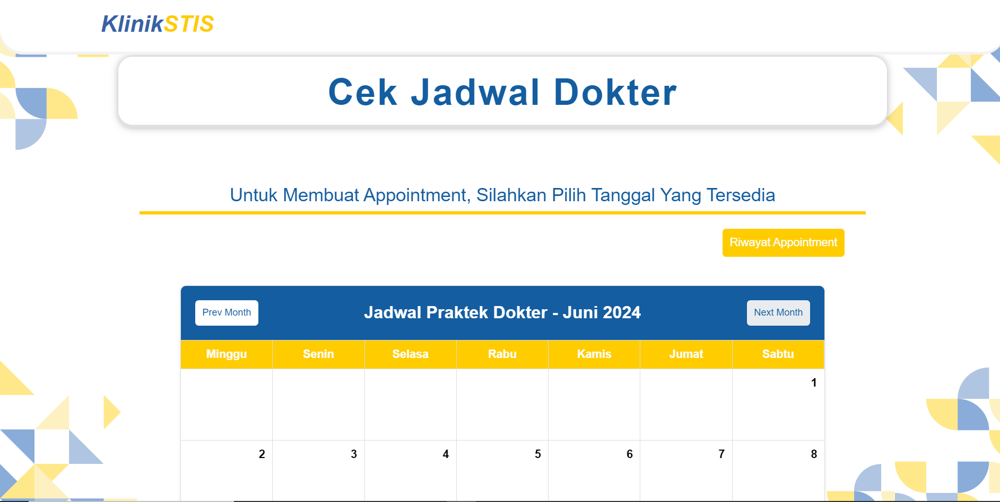 KlinikSTIS
Cek Jadwal Dokter
Untuk Membuat Appointment, Silahkan Pilih Tanggal Yang Tersedia
Riwayat Appointment
Prev Month Jadwal Praktek Dokter - Juni 2024 Next Month
Minggu Senin Selasa Rabu Kamis Jumat Sabtu
1
2 3 4 5 6 7 8